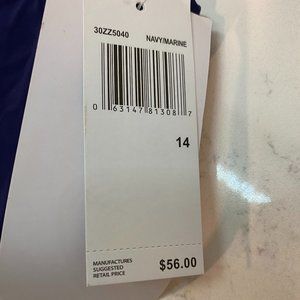 30ZZ5040 NAVY/MARINE
0 63147 81308 7
14
MANUFACTURES
SUGGESTED
RETAIL PRICE
$56.00